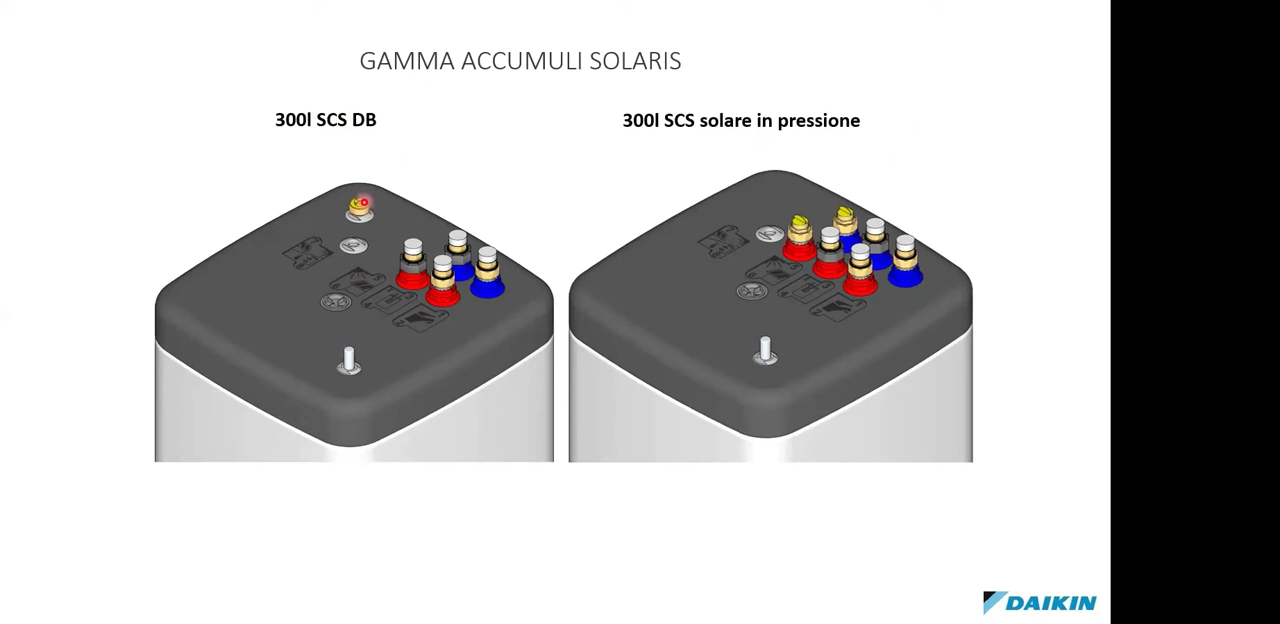 GAMMA ACCUMULI SOLARIS
300l SCS DB
300l SCS solare in pressione
DAIKIN